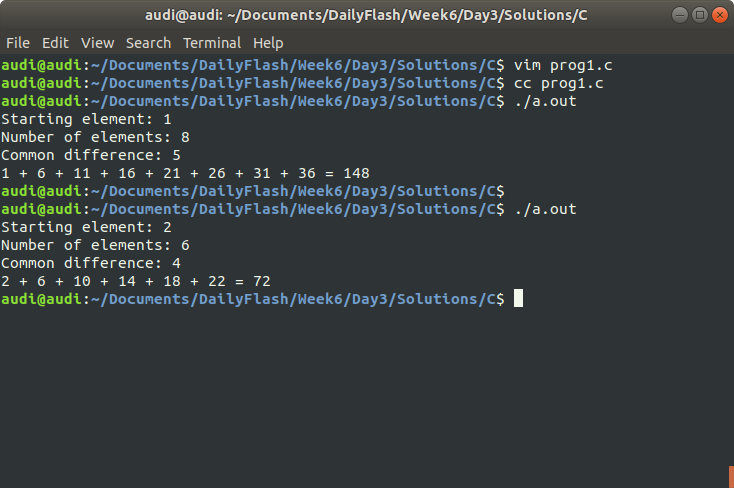 audi@audi: ~/Documents/DailyFlash/Week6/Day3/Solutions/C
File Edit View Search Terminal Help
audi@audi:~/Documents/DailyFlash/Week6/Day3/Solutions/C$ vim prog1.c
audi@audi:~/Documents/DailyFlash/Week6/Day3/Solutions/C$ cc prog1.c
audi@audi:~/Documents/DailyFlash/Week6/Day3/Solutions/C$ ./a.out
Starting element: 1
Number of elements: 8
Common difference: 5
1 + 6 + 11 + 16 + 21 + 26 + 31 + 36 = 148
audi@audi:~/Documents/DailyFlash/Week6/Day3/Solutions/C$
audi@audi:~/Documents/DailyFlash/Week6/Day3/Solutions/C$ ./a.out
Starting element: 2
Number of elements: 6
Common difference: 4
2 + 6 + 10 + 14 + 18 + 22 = 72
audi@audi:~/Documents/DailyFlash/Week6/Day3/Solutions/C$